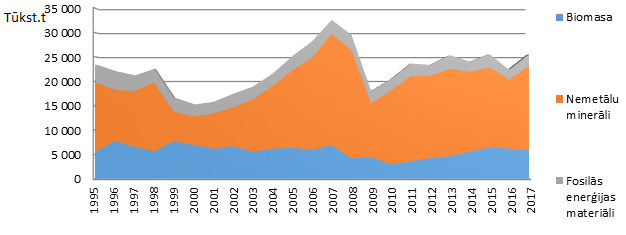 Tūkst.t
35 000
30 000
25 000
20 000
15 000
10 000
5 000
0
1995 1996 1997 1998 1999 2000 2001 2002 2003 2004 2005 2006 2007 2008 2009 2010 2011 2012 2013 2014 2015 2016 2017
Biomasa
Nemetālu
minerāli
Fosilās
enerģijas
materiāli